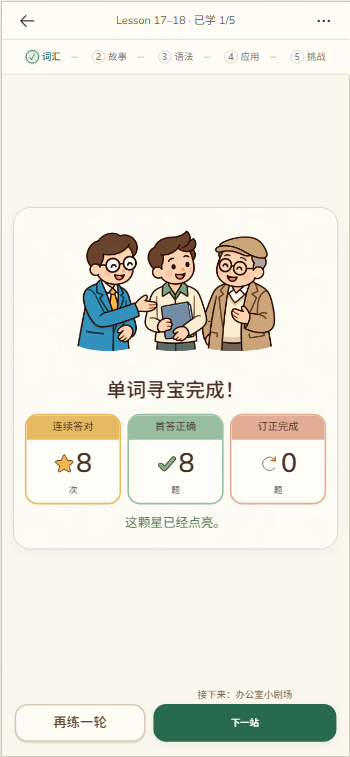 Lesson 17–18 · 已学 1/5
词汇
2 故事
3 语法
4 应用
5 挑战
单词寻宝完成！
连续答对
8
次
首答正确
8
题
订正完成
0
题
这颗星已经点亮。
接下来：办公室小剧场
再练一轮
下一站